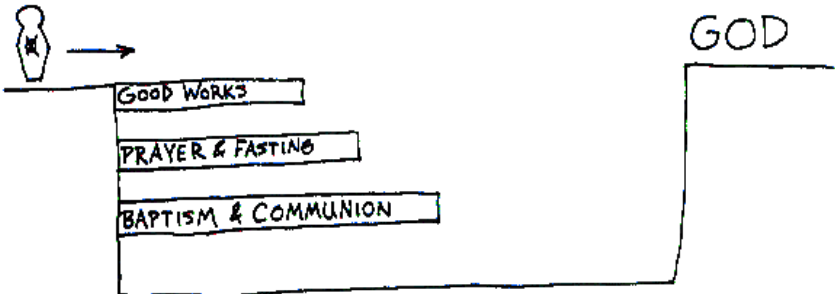 GOD
GOOD WORKS
PRAYER & FASTING
BAPTISM & COMMUNION